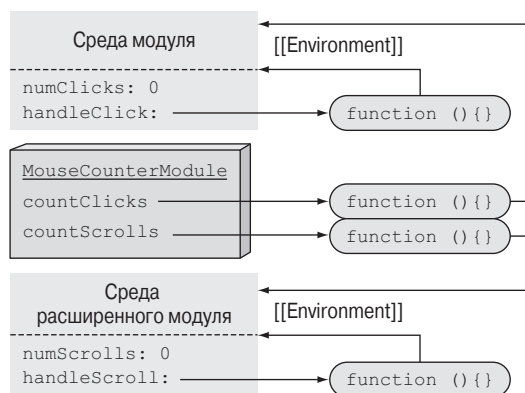 Среда модуля
[[Environment]]
numClicks: 0
handleClick:
function (){}
MouseCounterModule
countClicks
function (){}
countScrolls
function (){}
Среда
расширенного модуля
[[Environment]]
numScrolls: 0
handleScroll:
function (){}